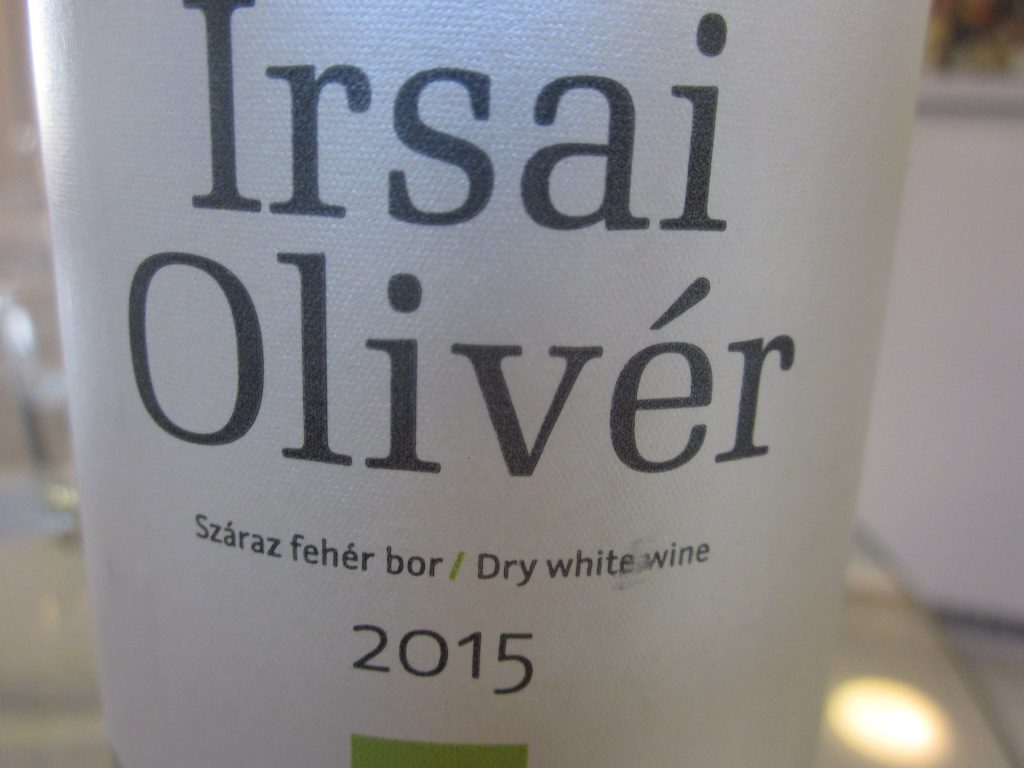 Irsai
Olivér
Száraz fehér bor / Dry white wine
2015